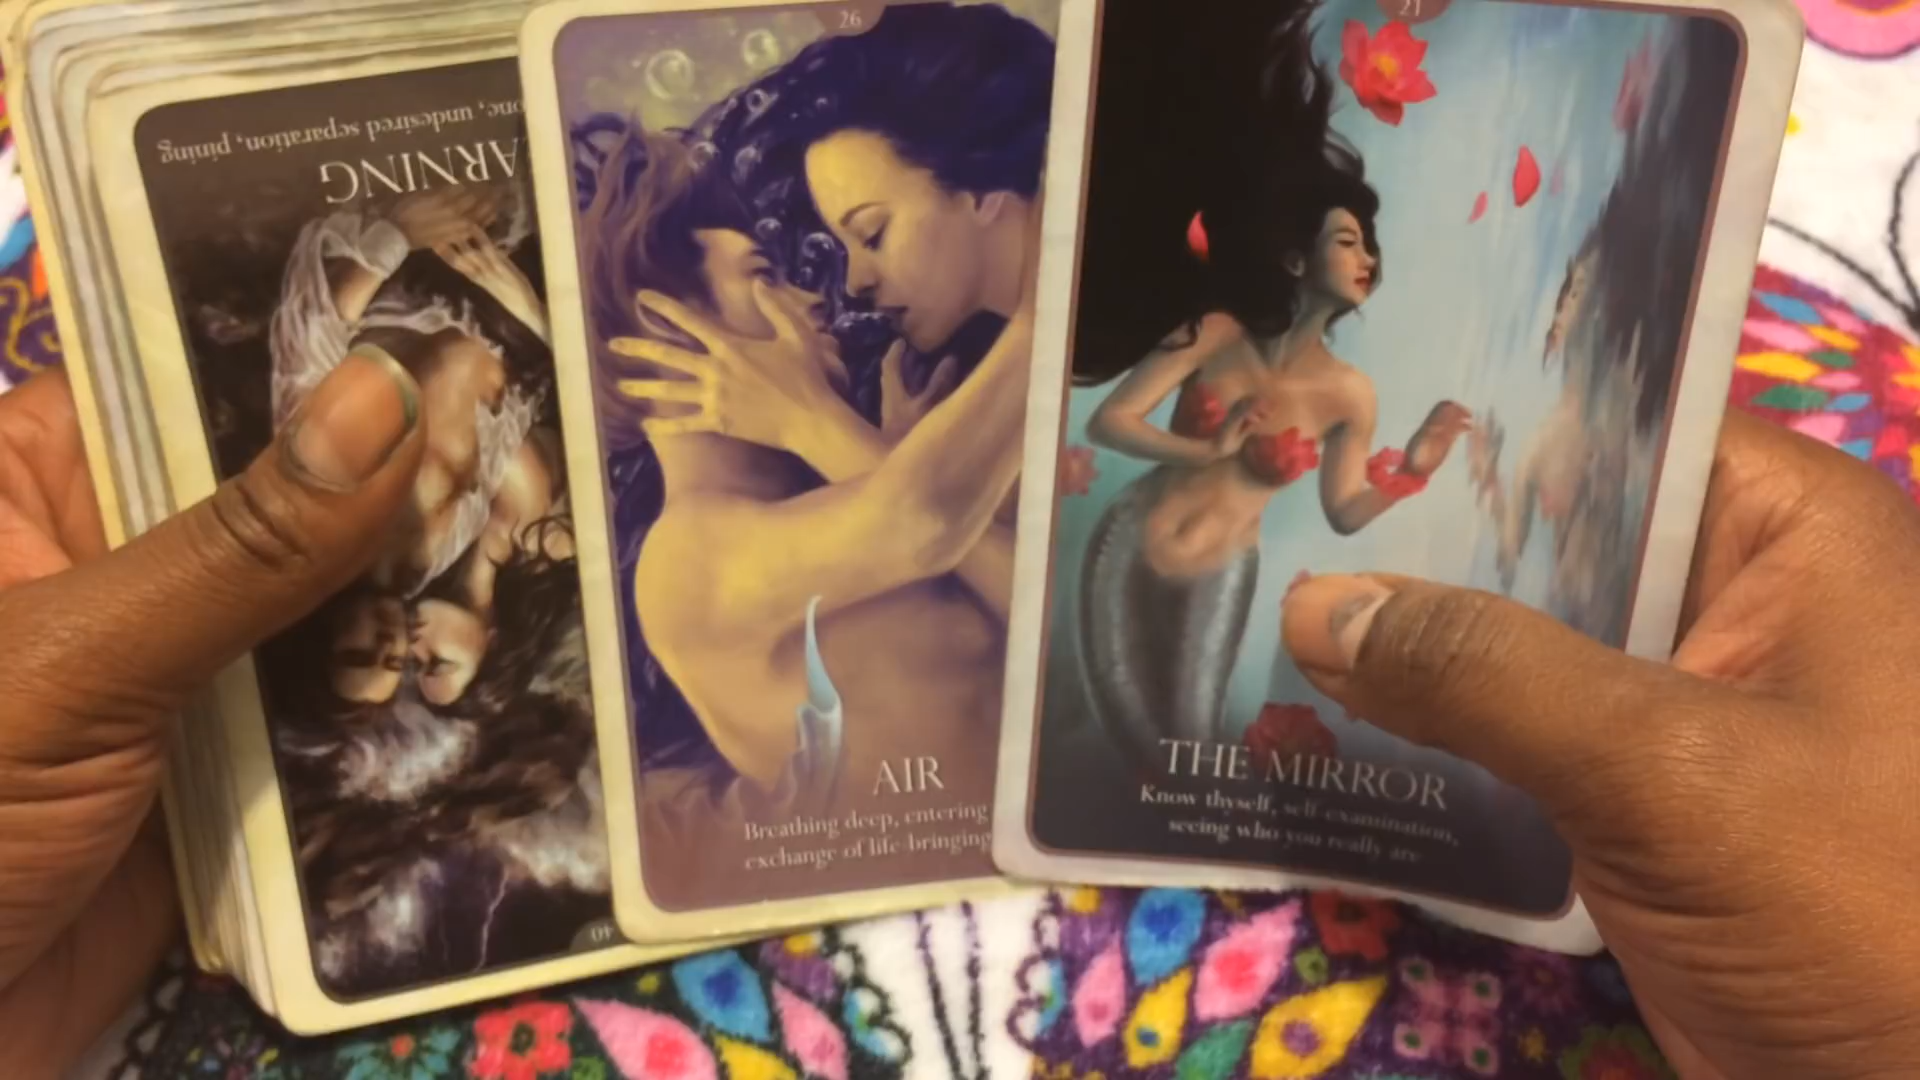 one, undesired separation, pining
ARNING
40
26
AIR
Breathing deep, entering
exchange of life-bringing
21
THE MIRROR
Know thyself, self-examination,
seeing who you really are